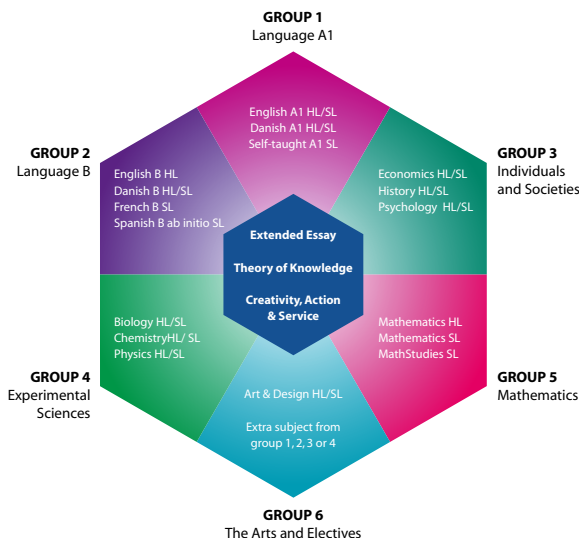 GROUP 1
Language A1
English A1 HL/SL
Danish A1 HL/SL
Self-taught A1 SL
GROUP 2
Language B
English B HL
Danish B HL/SL
French B SL
Spanish B ab initio SL
GROUP 3
Individuals
and Societies
Economics HL/SL
History HL/SL
Psychology HL/SL
Extended Essay
Theory of Knowledge
Creativity, Action
& Service
GROUP 4
Experimental
Sciences
Biology HL/SL
ChemistryHL/ SL
Physics HL/SL
Mathematics HL
Mathematics SL
MathStudies SL
GROUP 5
Mathematics
Art & Design HL/SL
Extra subject from
group 1, 2, 3 or 4
GROUP 6
The Arts and Electives